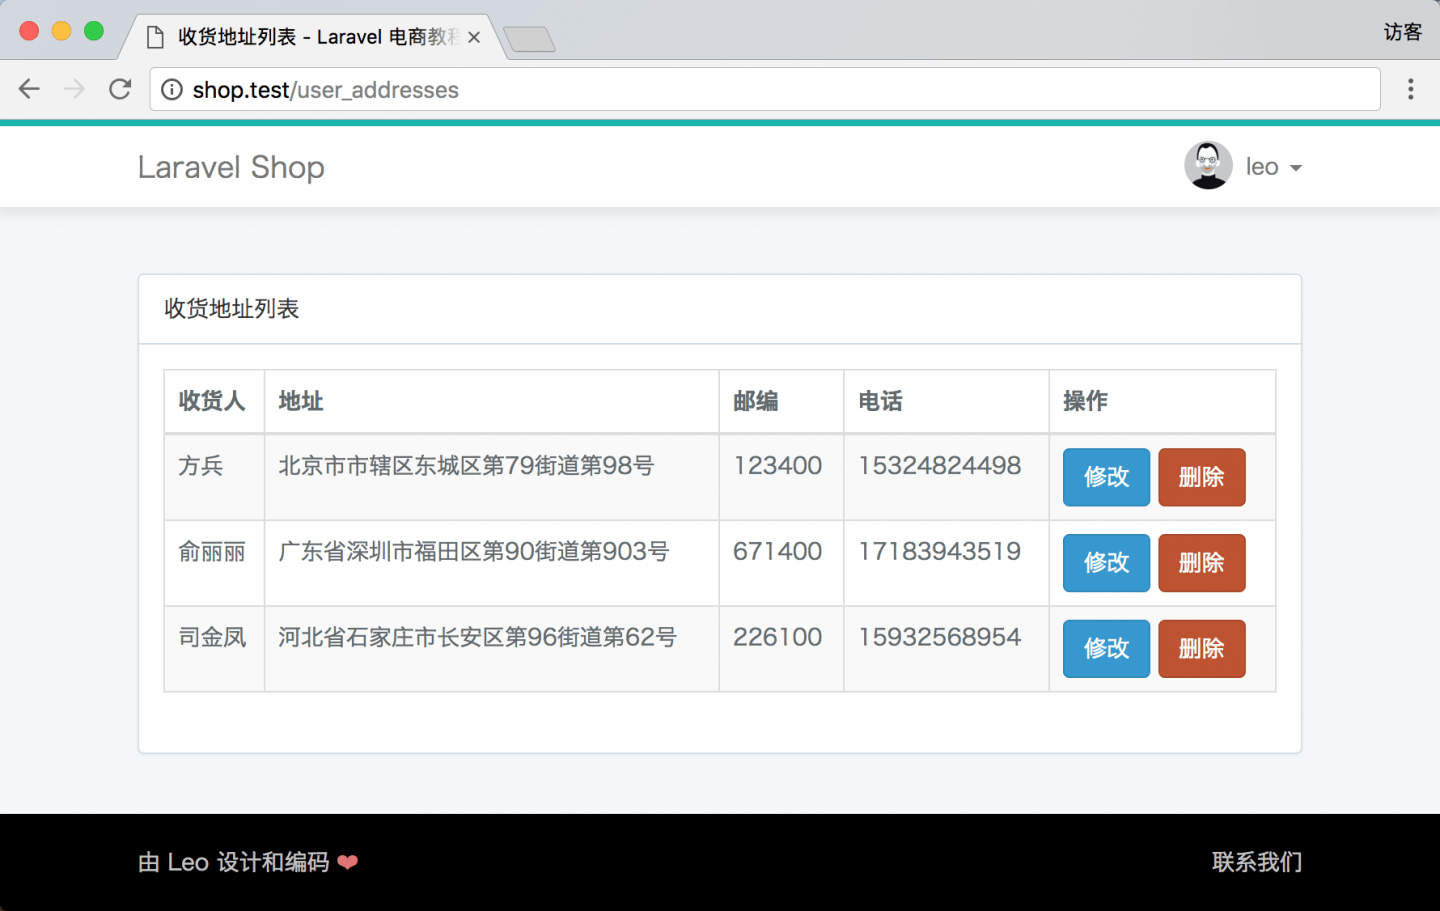 收货地址列表 - Laravel 电商教程
访客
shop.test/user_addresses
Laravel Shop
leo
收货地址列表
收货人 地址 邮编 电话 操作
方兵 北京市市辖区东城区第79街道第98号 123400 15324824498 修改 删除
俞丽丽 广东省深圳市福田区第90街道第903号 671400 17183943519 修改 删除
司金凤 河北省石家庄市长安区第96街道第62号 226100 15932568954 修改 删除
由 Leo 设计和编码 ❤
联系我们